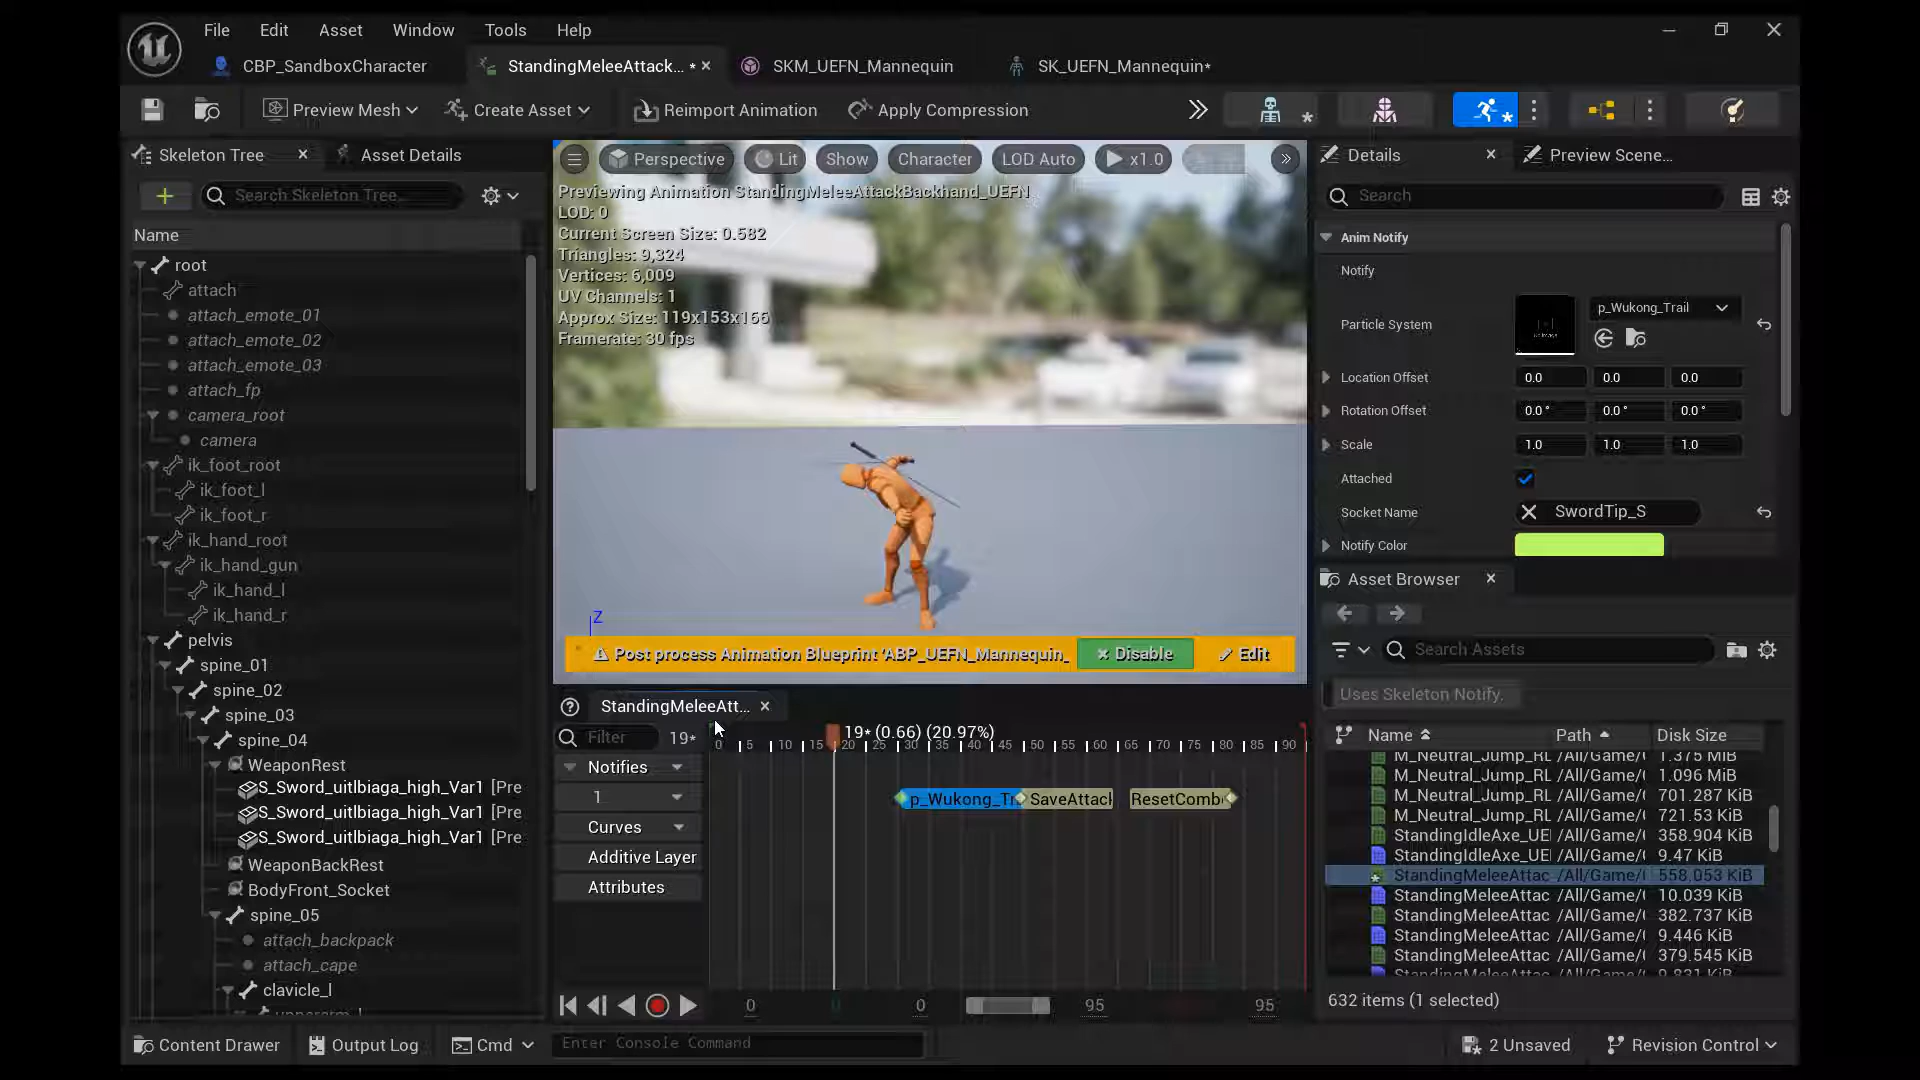 File Edit Asset Window Tools Help
CBP_SandboxCharacter StandingMeleeAttack... * SKM_UEFN_Mannequin SK_UEFN_Mannequin*
Preview Mesh Create Asset Reimport Animation Apply Compression
Skeleton Tree Asset Details
Search Skeleton Tree...
Name
root
attach
attach_emote_01
attach_emote_02
attach_emote_03
attach_fp
camera_root
camera
ik_foot_root
ik_foot_l
ik_foot_r
ik_hand_root
ik_hand_gun
ik_hand_l
ik_hand_r
pelvis
spine_01
spine_02
spine_03
spine_04
WeaponRest
S_Sword_uitlbiaga_high_Var1 [Pre
S_Sword_uitlbiaga_high_Var1 [Pre
S_Sword_uitlbiaga_high_Var1 [Pre
WeaponBackRest
BodyFront_Socket
spine_05
attach_backpack
attach_cape
clavicle_l
Perspective Lit Show Character LOD Auto x1.0
Previewing Animation StandingMeleeAttackBackhand_UEFN
LOD: 0
Current Screen Size: 0.582
Triangles: 9,324
Vertices: 6,009
UV Channels: 1
Approx Size: 119x153x166
Framerate: 30 fps
Z
Post process Animation Blueprint 'ABP_UEFN_Mannequin_ Disable Edit
StandingMeleeAtt...
Filter 19*
19* (0.66) (20.97%)
0 5 10 15 20 25 30 35 40 45 50 55 60 65 70 75 80 85 90
Notifies
1
p_Wukong_Tr SaveAttack ResetComb
Curves
Additive Layer
Attributes
0 0 0 95 95
Details Preview Scene...
Search
Anim Notify
Notify
Particle System p_Wukong_Trail
Location Offset 0.0 0.0 0.0
Rotation Offset 0.0 ° 0.0 ° 0.0 °
Scale 1.0 1.0 1.0
Attached
Socket Name SwordTip_S
Notify Color
Asset Browser
Search Assets
Uses Skeleton Notify.
Name Path Disk Size
M_Neutral_Jump_RL /All/Game/( 1.375 MiB
M_Neutral_Jump_RL /All/Game/( 1.096 MiB
M_Neutral_Jump_RL /All/Game/( 701.287 KiB
M_Neutral_Jump_RL /All/Game/( 721.53 KiB
StandingIdleAxe_UEI /All/Game/( 358.904 KiB
StandingIdleAxe_UEI /All/Game/( 9.47 KiB
StandingMeleeAttac /All/Game/( 558.053 KiB
StandingMeleeAttac /All/Game/( 10.039 KiB
StandingMeleeAttac /All/Game/( 382.737 KiB
StandingMeleeAttac /All/Game/( 9.446 KiB
StandingMeleeAttac /All/Game/( 379.545 KiB
StandingMeleeAttac /All/Game/( 9.831 KiB
632 items (1 selected)
Content Drawer Output Log Cmd Enter Console Command 2 Unsaved Revision Control